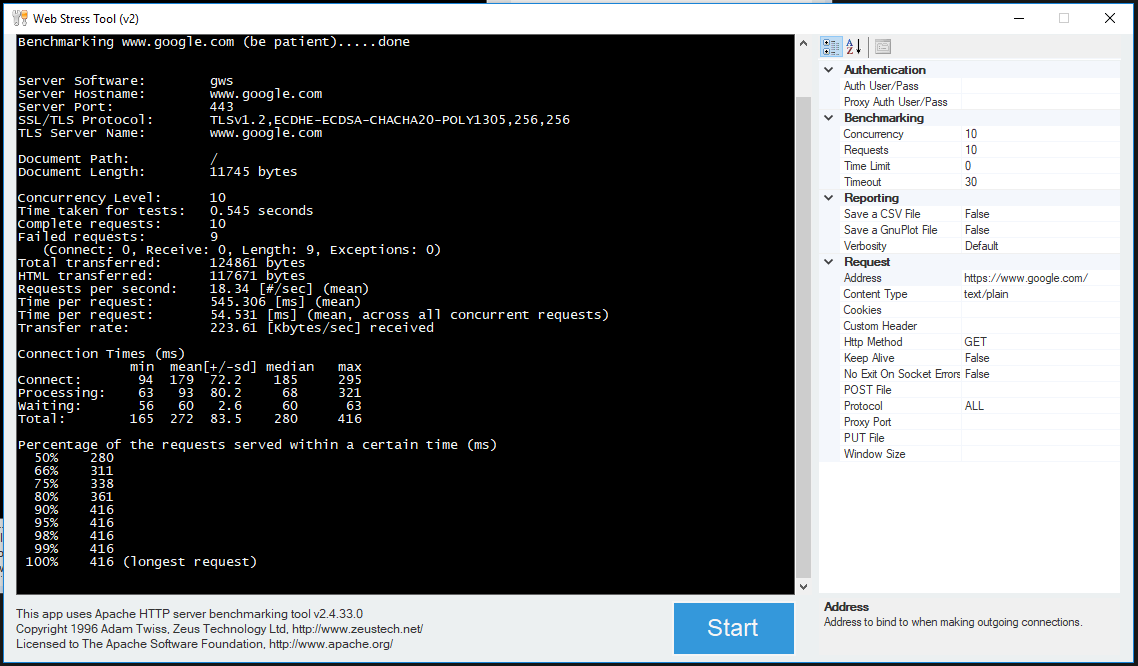 Web Stress Tool (v2)
Benchmarking www.google.com (be patient).....done
Server Software: gws
Server Hostname: www.google.com
Server Port: 443
SSL/TLS Protocol: TLSv1.2,ECDHE-ECDSA-CHACHA20-POLY1305,256,256
TLS Server Name: www.google.com
Document Path: /
Document Length: 11745 bytes
Concurrency Level: 10
Time taken for tests: 0.545 seconds
Complete requests: 10
Failed requests: 9
(Connect: 0, Receive: 0, Length: 9, Exceptions: 0)
Total transferred: 124861 bytes
HTML transferred: 117671 bytes
Requests per second: 18.34 [#/sec] (mean)
Time per request: 545.306 [ms] (mean)
Time per request: 54.531 [ms] (mean, across all concurrent requests)
Transfer rate: 223.61 [Kbytes/sec] received
Connection Times (ms)
min mean[+/-sd] median max
Connect: 94 179 72.2 185 295
Processing: 63 93 80.2 68 321
Waiting: 56 60 2.6 60 63
Total: 165 272 83.5 280 416
Percentage of the requests served within a certain time (ms)
50% 280
66% 311
75% 338
80% 361
90% 416
95% 416
98% 416
99% 416
100% 416 (longest request)
This app uses Apache HTTP server benchmarking tool v2.4.33.0
Copyright 1996 Adam Twiss, Zeus Technology Ltd, http://www.zeustech.net/
Licensed to The Apache Software Foundation, http://www.apache.org/
Start
Authentication
Auth User/Pass
Proxy Auth User/Pass
Benchmarking
Concurrency 10
Requests 10
Time Limit 0
Timeout 30
Reporting
Save a CSV File False
Save a GnuPlot File False
Verbosity Default
Request
Address https://www.google.com/
Content Type text/plain
Cookies
Custom Header
Http Method GET
Keep Alive False
No Exit On Socket Errors False
POST File
Protocol ALL
Proxy Port
PUT File
Window Size
Address
Address to bind to when making outgoing connections.